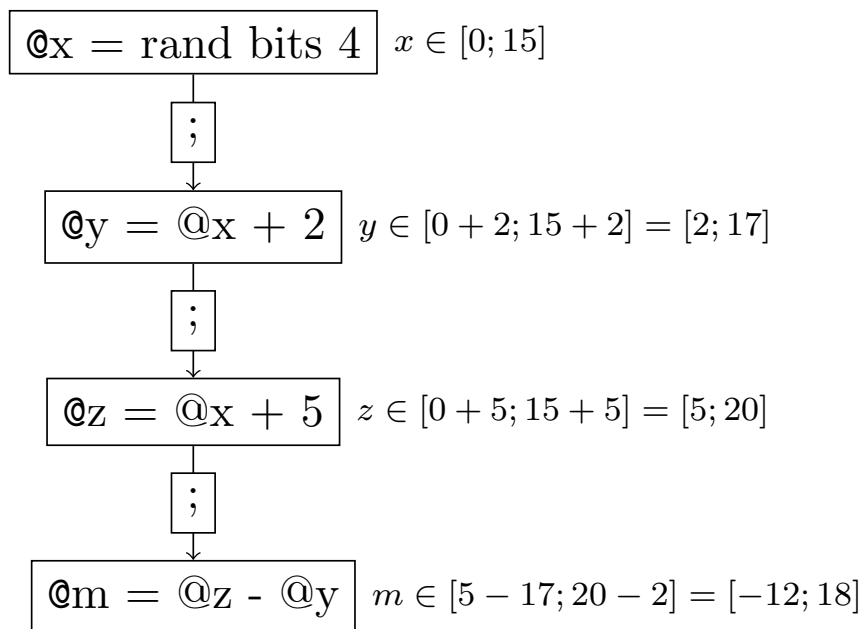 @x = rand bits 4 x ∈ [0; 15]
;
@y = @x + 2 y ∈ [0 + 2; 15 + 2] = [2; 17]
;
@z = @x + 5 z ∈ [0 + 5; 15 + 5] = [5; 20]
;
@m = @z - @y m ∈ [5 − 17; 20 − 2] = [−12; 18]